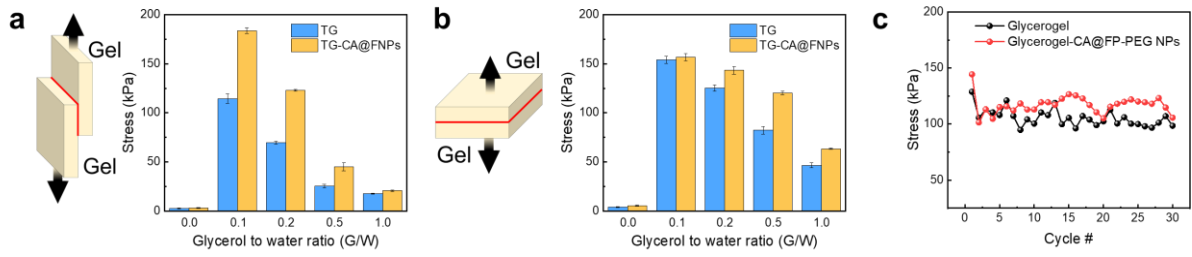 a
Gel
Gel
Stress (kPa)
200
150
100
50
0
TG
TG-CA@FNPs
0.0 0.1 0.2 0.5 1.0
Glycerol to water ratio (G/W)
b
Gel
Gel
Stress (kPa)
200
150
100
50
0
TG
TG-CA@FNPs
0.0 0.1 0.2 0.5 1.0
Glycerol to water ratio (G/W)
c
Stress (kPa)
200
150
100
50
Glycerogel
Glycerogel-CA@FP-PEG NPs
0 5 10 15 20 25 30
Cycle #